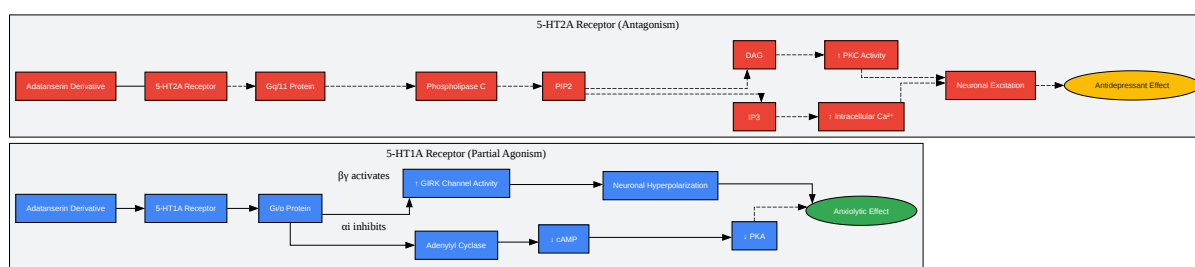 5-HT2A Receptor (Antagonism)
Adatanserin Derivative
5-HT2A Receptor
Gq/11 Protein
Phospholipase C
PIP2
DAG
↑ PKC Activity
IP3
↑ Intracellular Ca²⁺
Neuronal Excitation
Antidepressant Effect
5-HT1A Receptor (Partial Agonism)
Adatanserin Derivative
5-HT1A Receptor
Gi/o Protein
βγ activates
↑ GIRK Channel Activity
Neuronal Hyperpolarization
αi inhibits
Adenylyl Cyclase
↓ cAMP
↓ PKA
Anxiolytic Effect